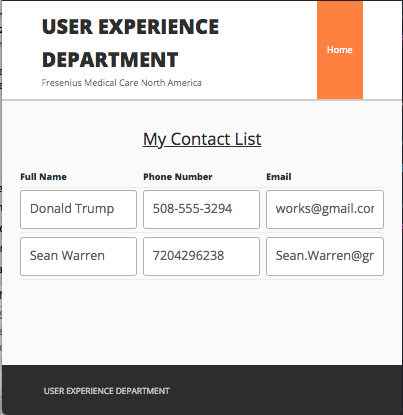 USER EXPERIENCE
DEPARTMENT
Fresenius Medical Care North America
Home
My Contact List
Full Name Phone Number Email
Donald Trump 508-555-3294 works@gmail.co
Sean Warren 7204296238 Sean.Warren@gr
USER EXPERIENCE DEPARTMENT